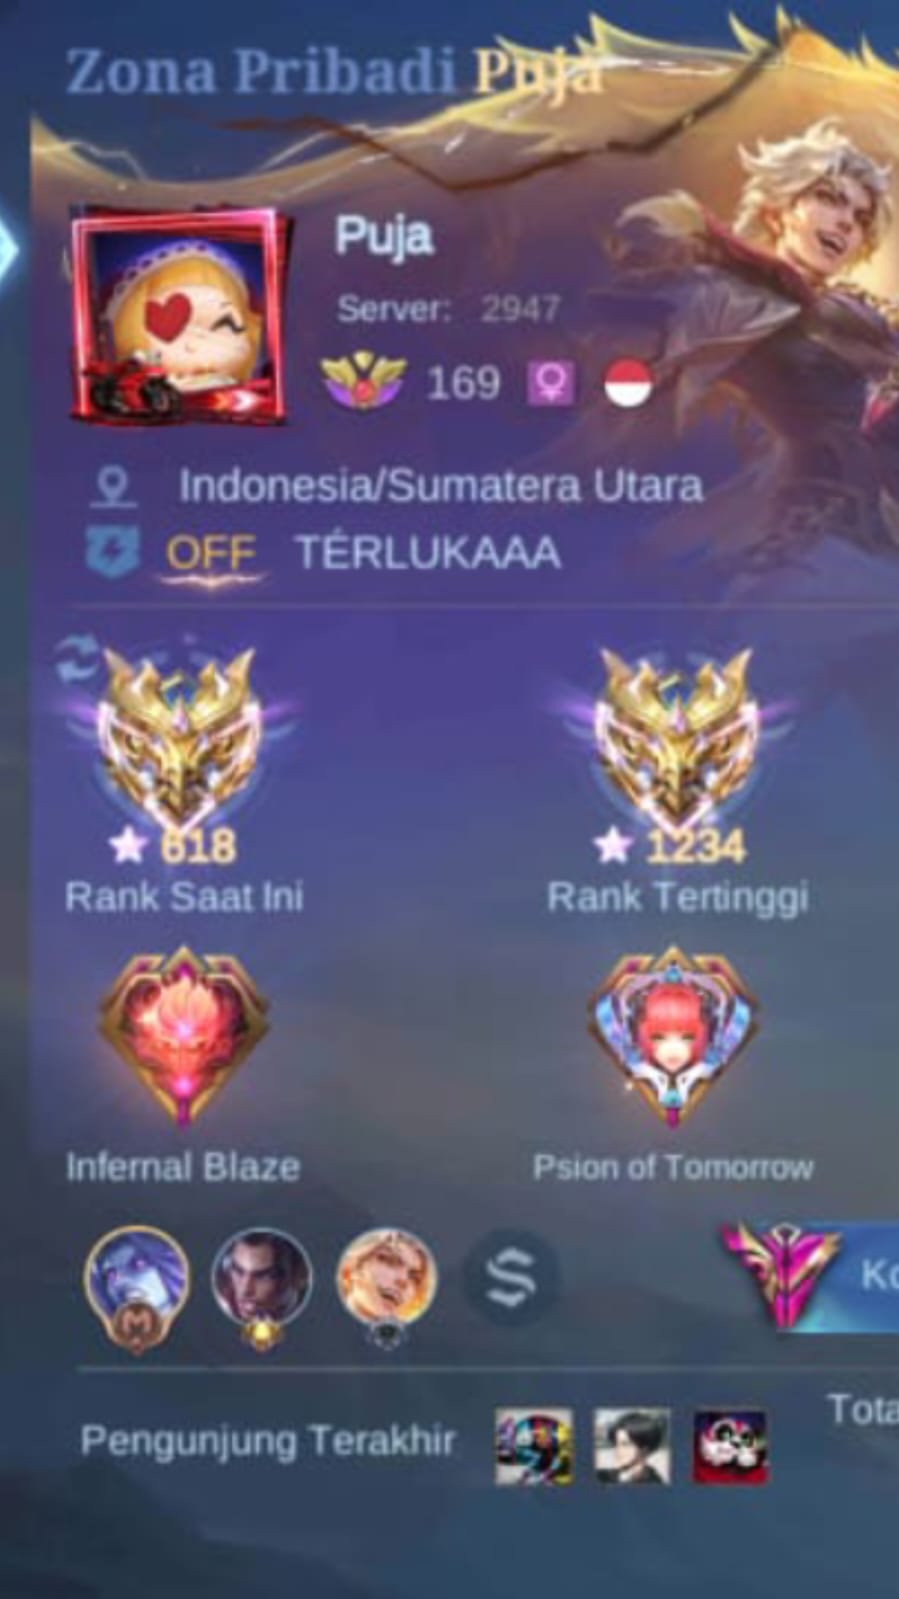 Zona Pribadi Puja
Puja
Server: 2947
169
Indonesia/Sumatera Utara
OFF TÉRLUKAAA
618 1234
Rank Saat Ini Rank Tertinggi
Infernal Blaze Psion of Tomorrow
Pengunjung Terakhir